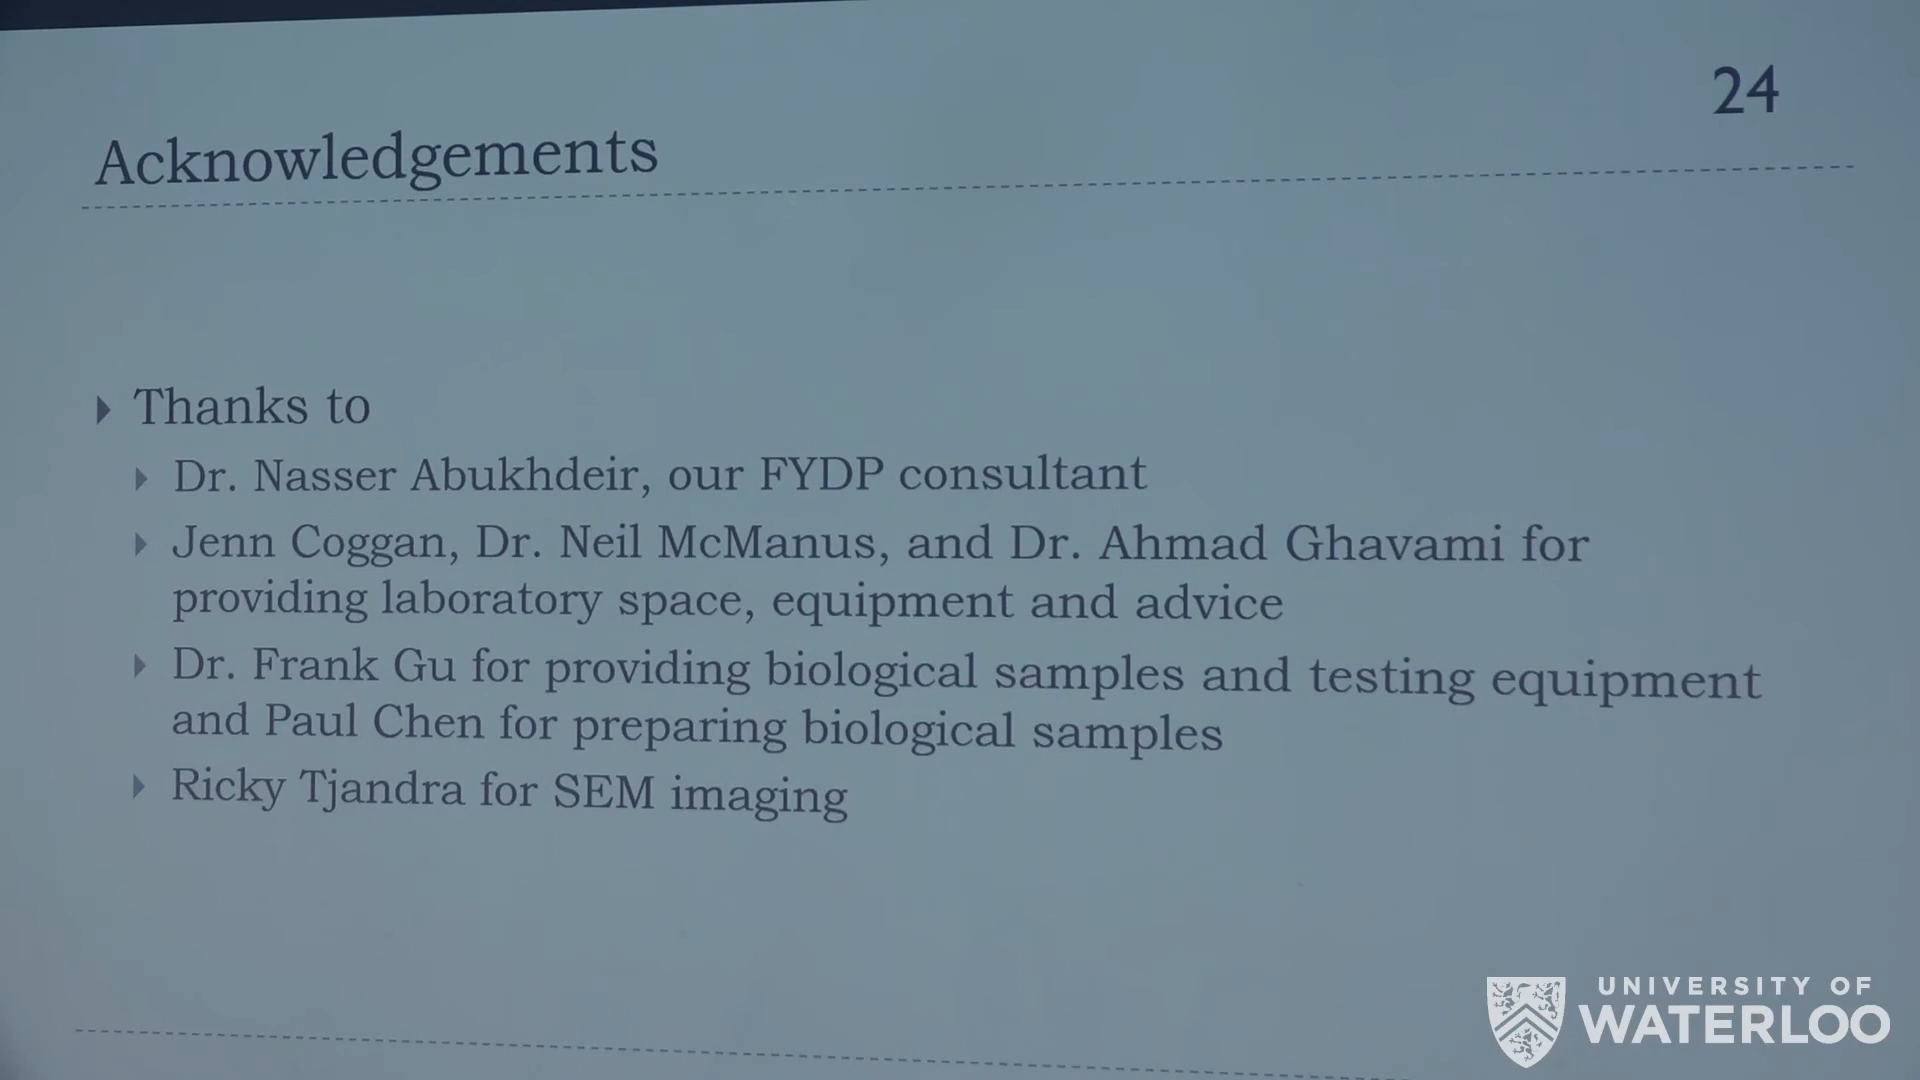 24
Acknowledgements
Thanks to
Dr. Nasser Abukhdeir, our FYDP consultant
Jenn Coggan, Dr. Neil McManus, and Dr. Ahmad Ghavami for
providing laboratory space, equipment and advice
Dr. Frank Gu for providing biological samples and testing equipment
and Paul Chen for preparing biological samples
Ricky Tjandra for SEM imaging
UNIVERSITY OF
WATERLOO